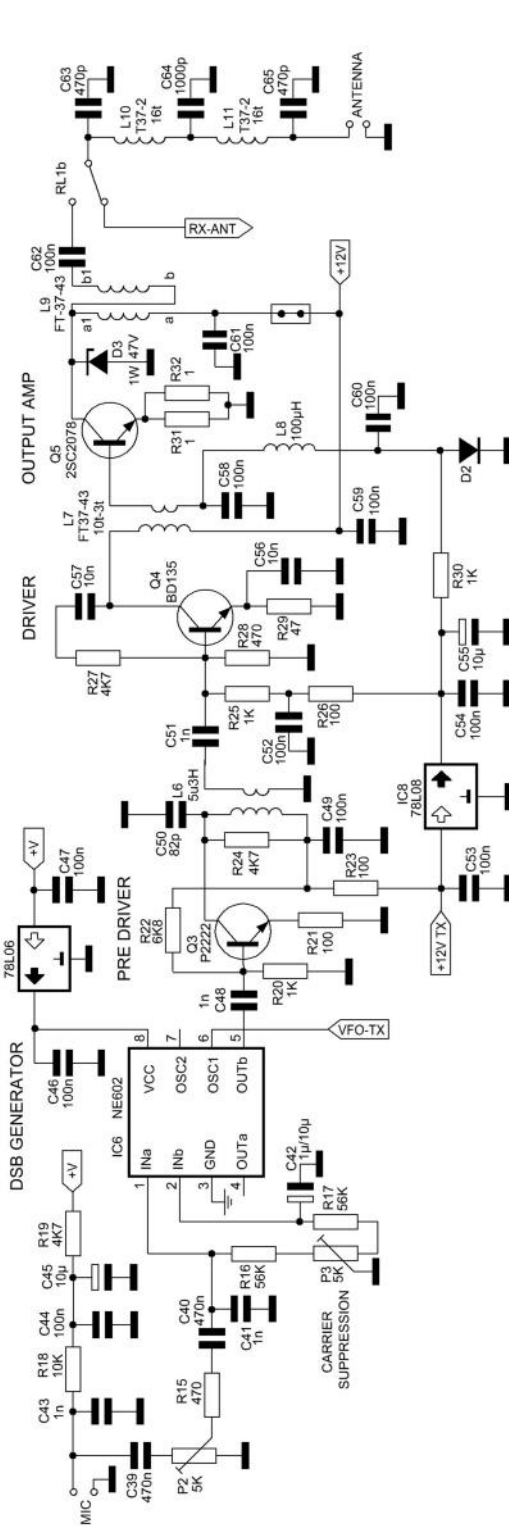 DSB GENERATOR
PRE DRIVER
DRIVER
OUTPUT AMP
MIC
C43
1n
R18
10K
C44
100n
C45
10µ
R19
4K7
+V
C39
470n
P2
5K
R15
470
C40
470n
C41
1n
R16
56K
P3
5K
R17
56K
CARRIER
SUPPRESSION
C42
1µ/10µ
IC6
NE602
1
INa
2
INb
3
GND
4
OUTa
VCC
8
OSC2
7
OSC1
6
OUTb
5
VFO-TX
C46
100n
78L06
C47
100n
+V
1n
C48
R20
1K
Q3
P2222
R21
100
R22
6K8
R23
100
R24
4K7
C49
100n
C50
82p
L6
5u3H
+12V TX
C53
100n
IC8
78L08
C54
100n
C55
10µ
R30
1K
D2
C51
1n
R25
1K
C52
100n
R26
100
R27
4K7
C57
10n
Q4
BD135
R28
470
R29
47
C56
10n
L7
FT37-43
10t-3t
C58
100n
C59
100n
L8
100µH
C60
100n
Q5
2SC2078
R31
1
R32
1
D3
1W 47V
L9
FT-37-43
a1
a
b1
b
C61
100n
+12V
C62
100n
RL1b
RX-ANT
C63
470p
L10
T37-2
16t
C64
1000p
L11
T37-2
16t
C65
470p
ANTENNA